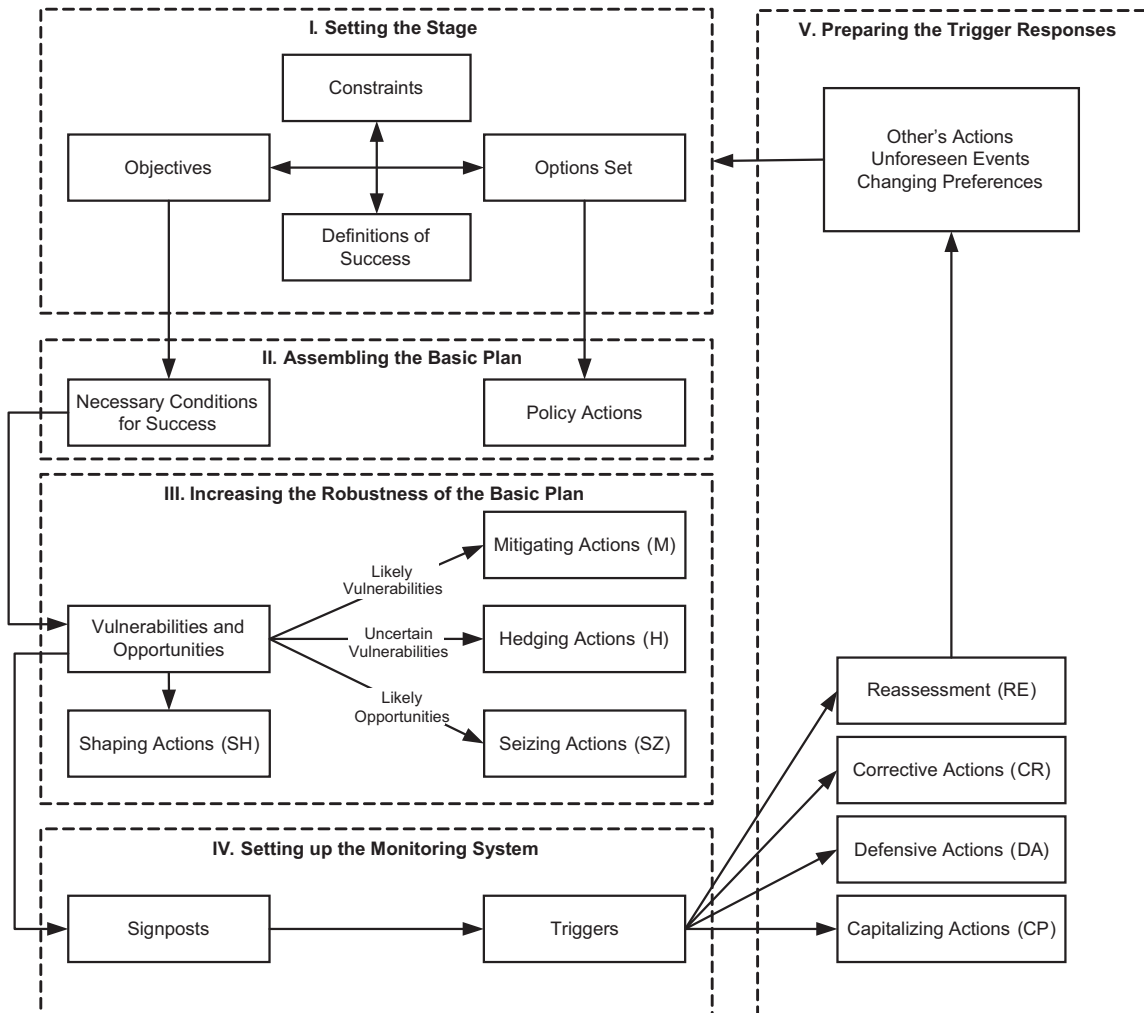 I. Setting the Stage
Constraints
Objectives
Options Set
Definitions of
Success
II. Assembling the Basic Plan
Necessary Conditions
for Success
Policy Actions
III. Increasing the Robustness of the Basic Plan
Mitigating Actions (M)
Likely
Vulnerabilities
Vulnerabilities and
Opportunities
Uncertain
Vulnerabilities
Hedging Actions (H)
Likely
Opportunities
Shaping Actions (SH)
Seizing Actions (SZ)
IV. Setting up the Monitoring System
Signposts
Triggers
V. Preparing the Trigger Responses
Other's Actions
Unforeseen Events
Changing Preferences
Reassessment (RE)
Corrective Actions (CR)
Defensive Actions (DA)
Capitalizing Actions (CP)